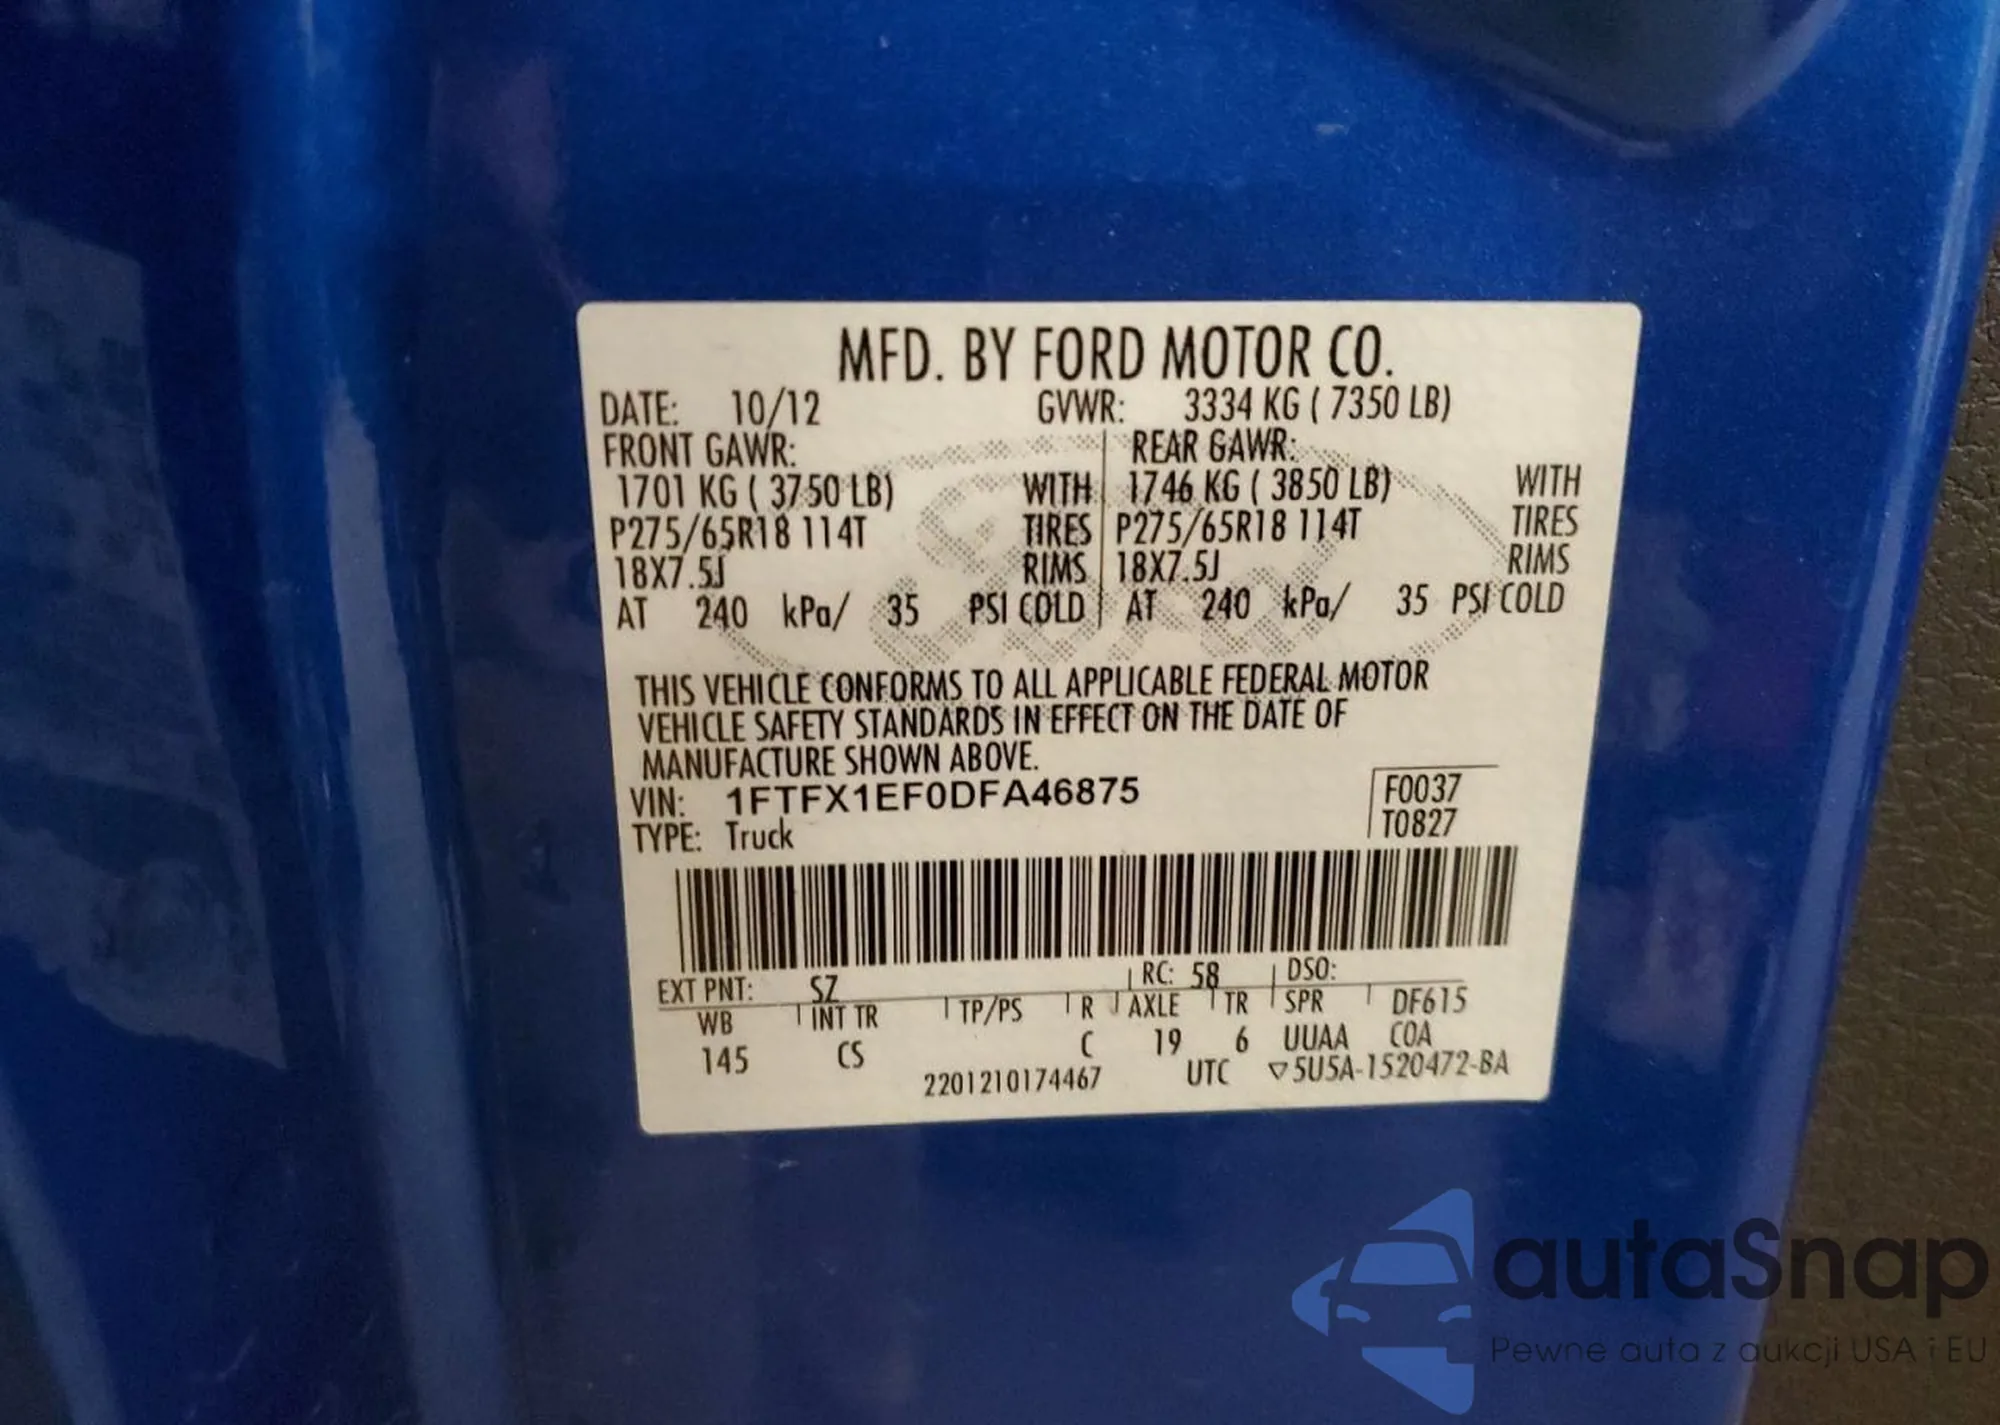 MFD. BY FORD MOTOR CO.
DATE: 10/12 GVWR: 3334 KG ( 7350 LB)
FRONT GAWR: REAR GAWR:
1701 KG ( 3750 LB) WITH 1746 KG ( 3850 LB) WITH
P275/65R18 114T TIRES P275/65R18 114T TIRES
18X7.5J RIMS 18X7.5J RIMS
AT 240 kPa/ 35 PSI COLD AT 240 kPa/ 35 PSI COLD
THIS VEHICLE CONFORMS TO ALL APPLICABLE FEDERAL MOTOR
VEHICLE SAFETY STANDARDS IN EFFECT ON THE DATE OF
MANUFACTURE SHOWN ABOVE.
VIN: 1FTFX1EF0DFA46875 F0037
TYPE: Truck T0827
EXT PNT: SZ RC: 58 DSO:
WB INT TR TP/PS R AXLE TR SPR DF615
145 CS C 19 6 UUAA COA
2201210174467 UTC ▽5U5A-1520472-BA
autaSnap
Pewne auta z aukcji USA i EU